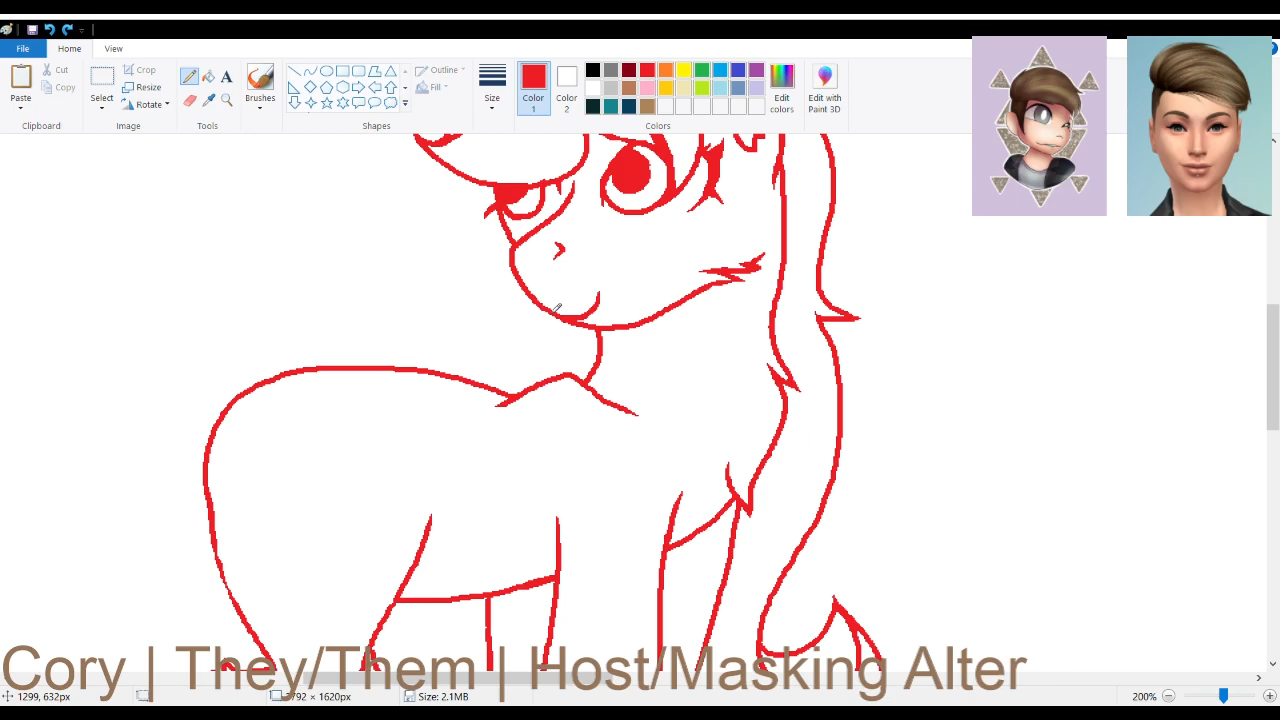 File Home View
Cut
Copy
Paste
Clipboard
Select
Crop
Resize
Rotate
Image
A
Tools
Brushes
Outline
Fill
Shapes
Size
Color
1
Color
2
Edit
colors
Colors
Edit with
Paint 3D
Cory | They/Them | Host/Masking Alter
1299, 632px
792 × 1620px
Size: 2.1MB
200%